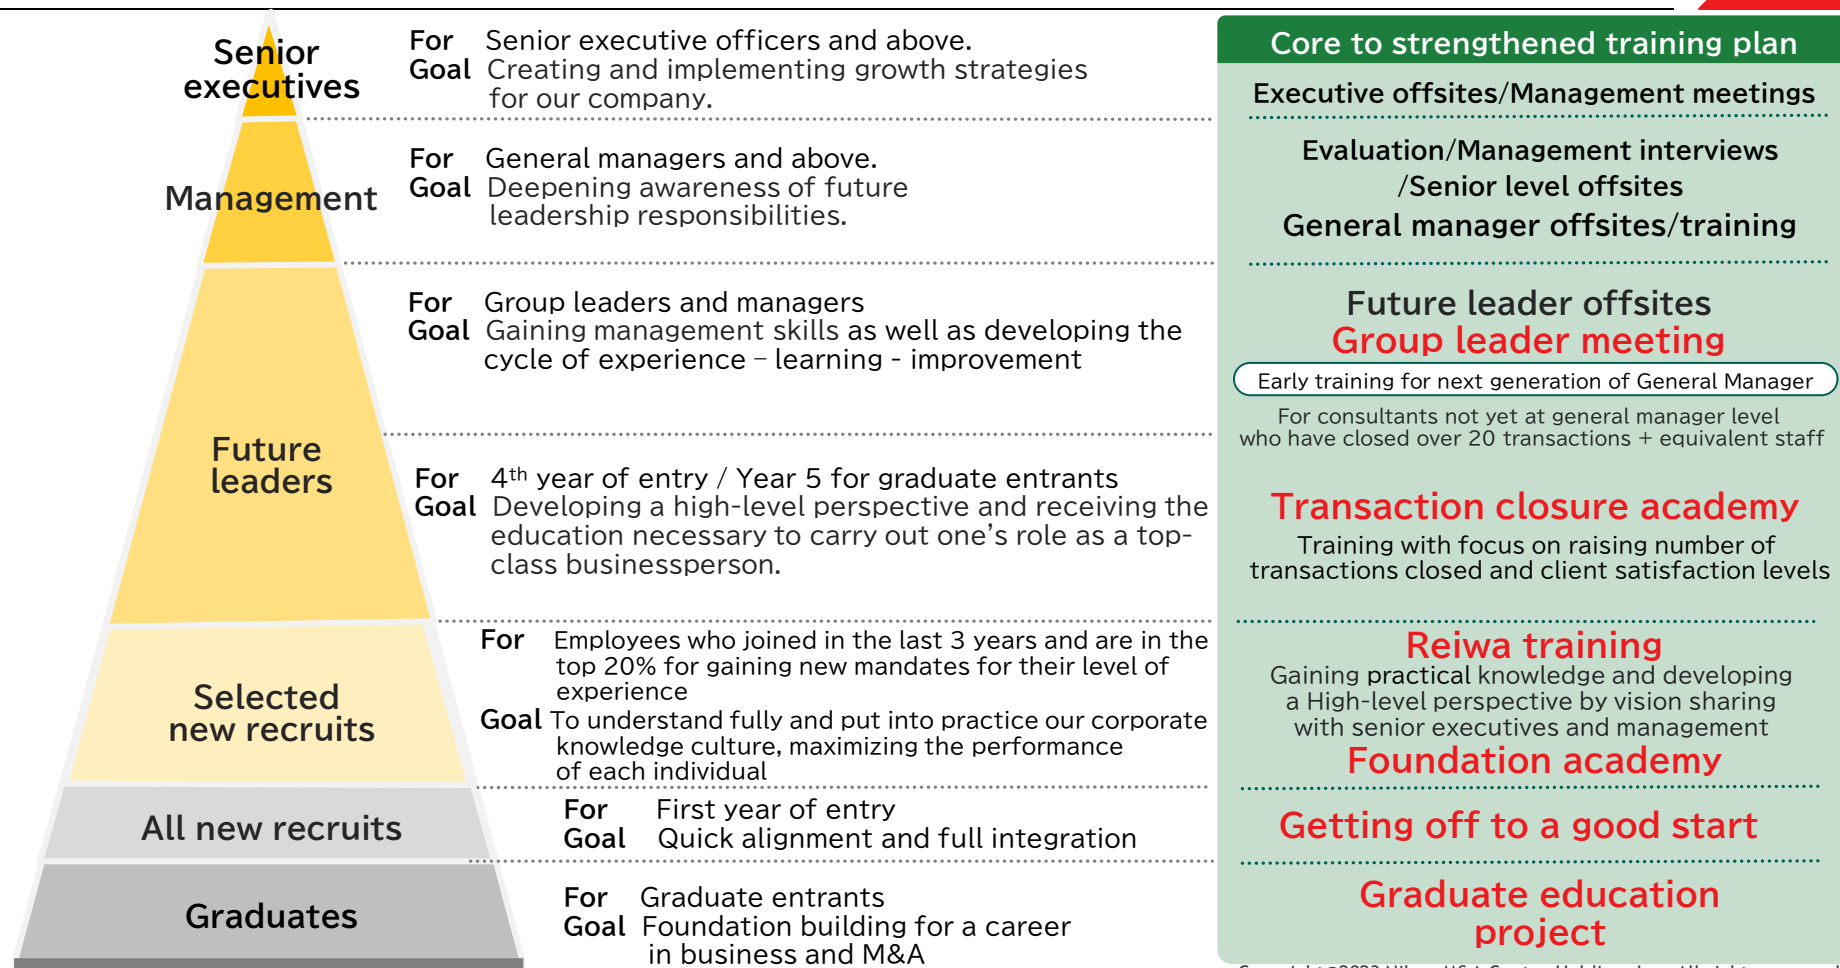 Senior
executives
For Senior executive officers and above.
Goal Creating and implementing growth strategies
for our company.
Core to strengthened training plan
Executive offsites/Management meetings
Management
For General managers and above.
Goal Deepening awareness of future
leadership responsibilities.
Evaluation/Management interviews
/Senior level offsites
General manager offsites/training
Future
leaders
For Group leaders and managers
Goal Gaining management skills as well as developing the
cycle of experience – learning - improvement
Future leader offsites
Group leader meeting
Early training for next generation of General Manager
For consultants not yet at general manager level
who have closed over 20 transactions + equivalent staff
For 4th year of entry / Year 5 for graduate entrants
Goal Developing a high-level perspective and receiving the
education necessary to carry out one’s role as a top-
class businessperson.
Transaction closure academy
Training with focus on raising number of
transactions closed and client satisfaction levels
Selected
new recruits
For Employees who joined in the last 3 years and are in the
top 20% for gaining new mandates for their level of
experience
Goal To understand fully and put into practice our corporate
knowledge culture, maximizing the performance
of each individual
Reiwa training
Gaining practical knowledge and developing
a High-level perspective by vision sharing
with senior executives and management
Foundation academy
All new recruits
For First year of entry
Goal Quick alignment and full integration
Getting off to a good start
Graduates
For Graduate entrants
Goal Foundation building for a career
in business and M&A
Graduate education
project